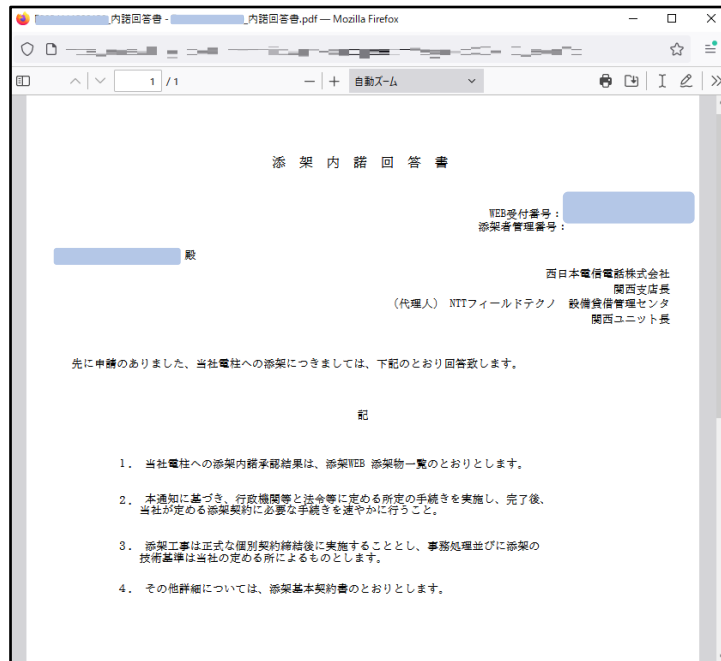 _内諾回答書 - _内諾回答書.pdf — Mozilla Firefox
1 / 1
自動ズーム
添 架 内 諾 回 答 書
WEB受付番号：
添架者管理番号：
殿
西日本電信電話株式会社
関西支店長
（代理人） NTTフィールドテクノ 設備賃借管理センタ
関西ユニット長
先に申請のありました、当社電柱への添架につきましては、下記のとおり回答致します。
記
１． 当社電柱への添架内諾承認結果は、添架WEB 添架物一覧のとおりとします。
２． 本通知に基づき、行政機関等と法令等に定める所定の手続きを実施し、完了後、
当社が定める添架契約に必要な手続きを速やかに行うこと。
３． 添架工事は正式な個別契約締結後に実施することとし、事務処理並びに添架の
技術基準は当社の定める所によるものとします。
４． その他詳細については、添架基本契約書のとおりとします。